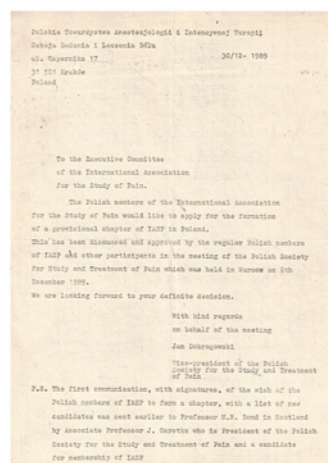 Polskie Towarzystwo Anestezjologii i Intensywnej Terapii
Sekcja Badania i Leczenia Bólu
ul. Kopernika 17
30/12- 1989
31 501 Kraków
Poland
To the Executive Committee
of the International Association
for the Study of Pain.
The Polish members of the International Association
for the Study of Pain would like to apply for the formation
of a provisional chapter of IASP in Poland.
This has been discussed and approved by the regular Polish members
of IASP and other participants in the meeting of the Polish Society
for Study and Treatment of Pain which was held in Warsow on 6th
December 1989.
We are looking forward to your definite decision.
With kind regards
on behalf of the meeting
Jan Dobrogowski
Vice-president of the Polish
Society for the Study and Treatment
of Pain
P.S. The first communication, with signatures, of the wish of the
Polish members of IASP to form a chapter, with a list of new
candidates was sent earlier to Professor M.R. Bond in Scotland
by Associate Professor J. Garstka who is President of the Polish
Society for the Study and Treatment of Pain and a candidate
for membership of IASP